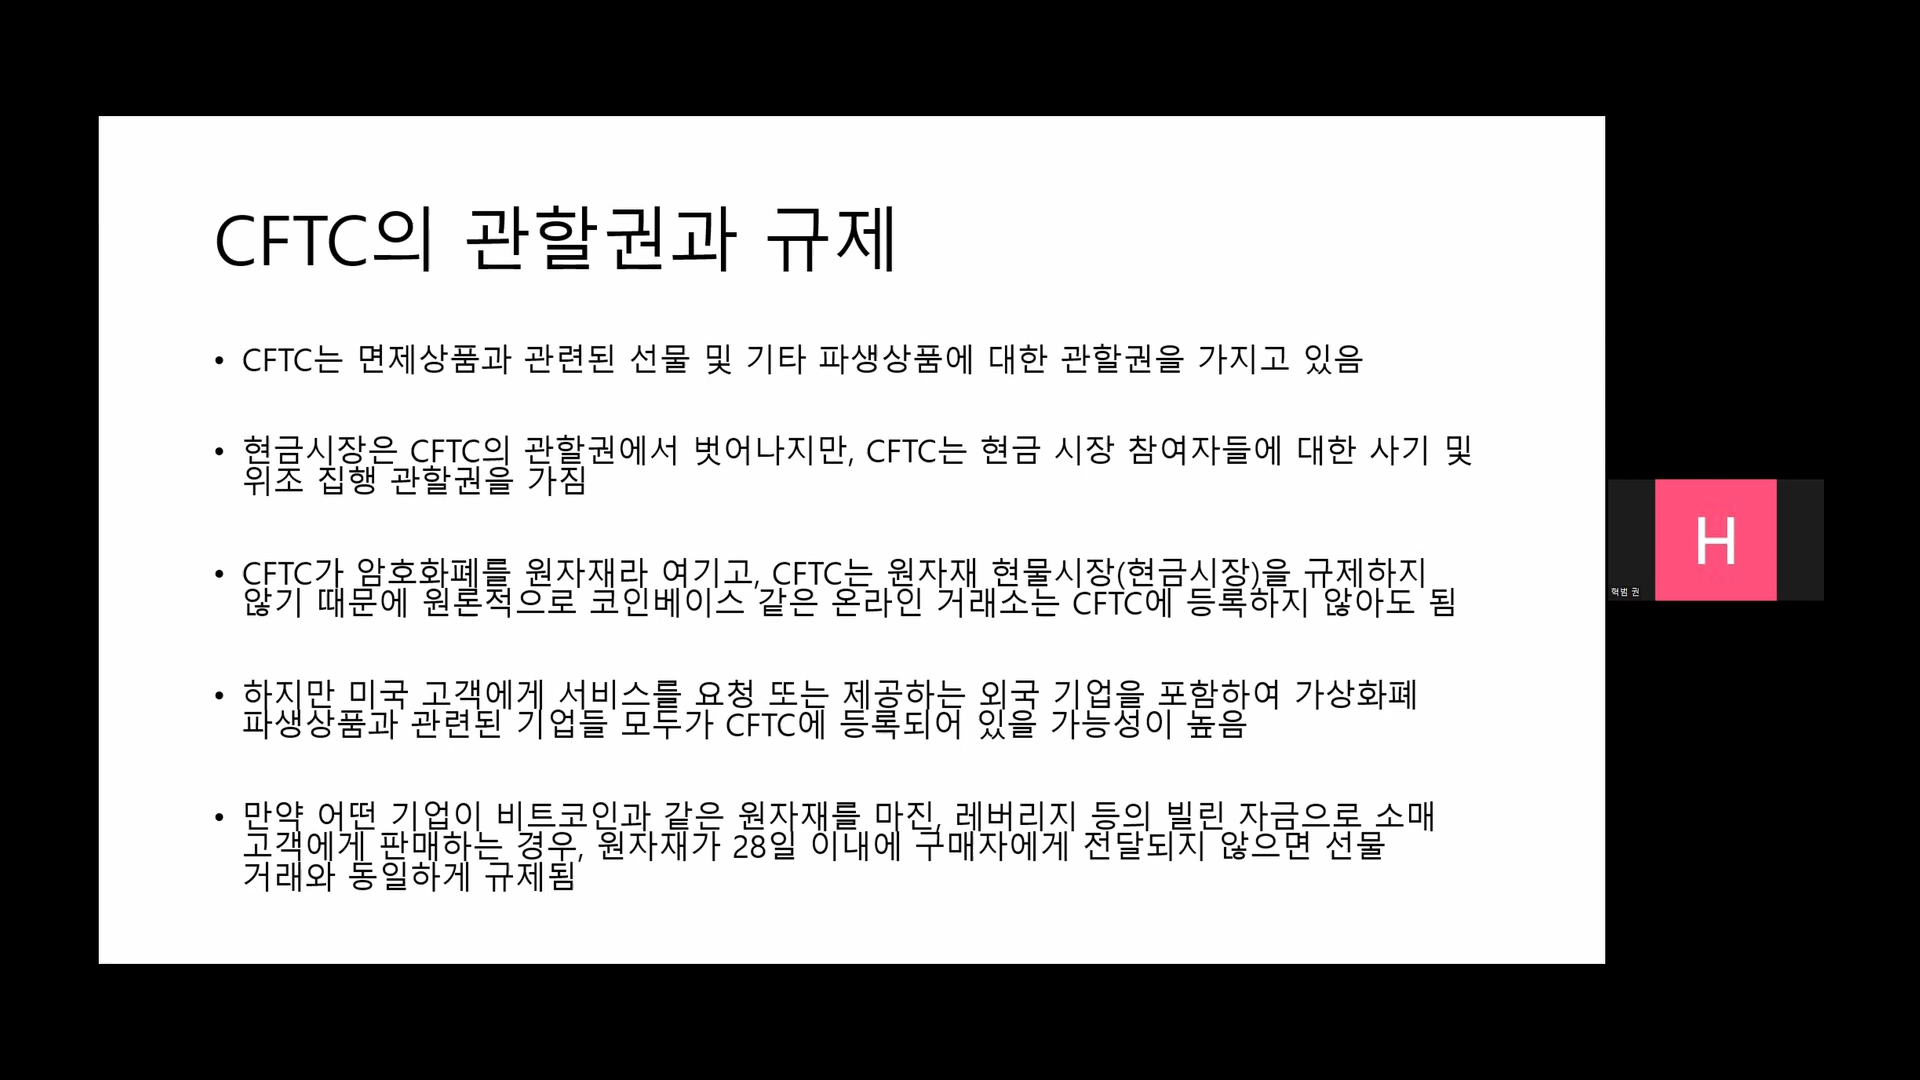 CFTC의 관할권과 규제
• CFTC는 면제상품과 관련된 선물 및 기타 파생상품에 대한 관할권을 가지고 있음
• 현금시장은 CFTC의 관할권에서 벗어나지만, CFTC는 현금 시장 참여자들에 대한 사기 및
위조 집행 관할권을 가짐
• CFTC가 암호화폐를 원자재라 여기고, CFTC는 원자재 현물시장(현금시장)을 규제하지
않기 때문에 원론적으로 코인베이스 같은 온라인 거래소는 CFTC에 등록하지 않아도 됨
• 하지만 미국 고객에게 서비스를 요청 또는 제공하는 외국 기업을 포함하여 가상화폐
파생상품과 관련된 기업들 모두가 CFTC에 등록되어 있을 가능성이 높음
• 만약 어떤 기업이 비트코인과 같은 원자재를 마진, 레버리지 등의 빌린 자금으로 소매
고객에게 판매하는 경우, 원자재가 28일 이내에 구매자에게 전달되지 않으면 선물
거래와 동일하게 규제됨
H
혁범 권